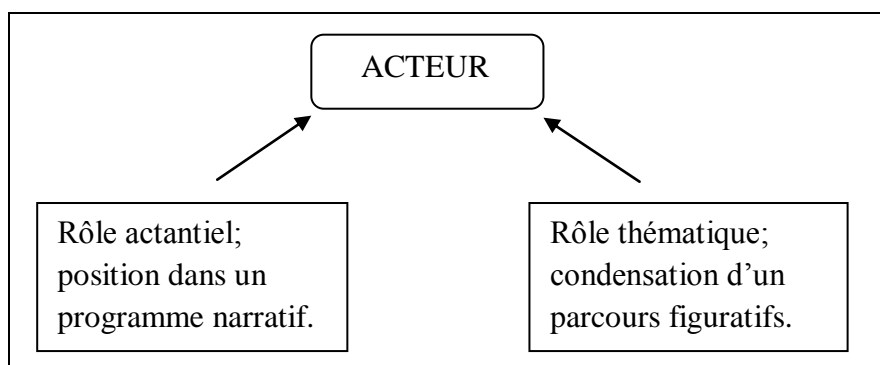 ACTEUR
Rôle actantiel;
position dans un
programme narratif.
Rôle thématique;
condensation d’un
parcours figuratifs.